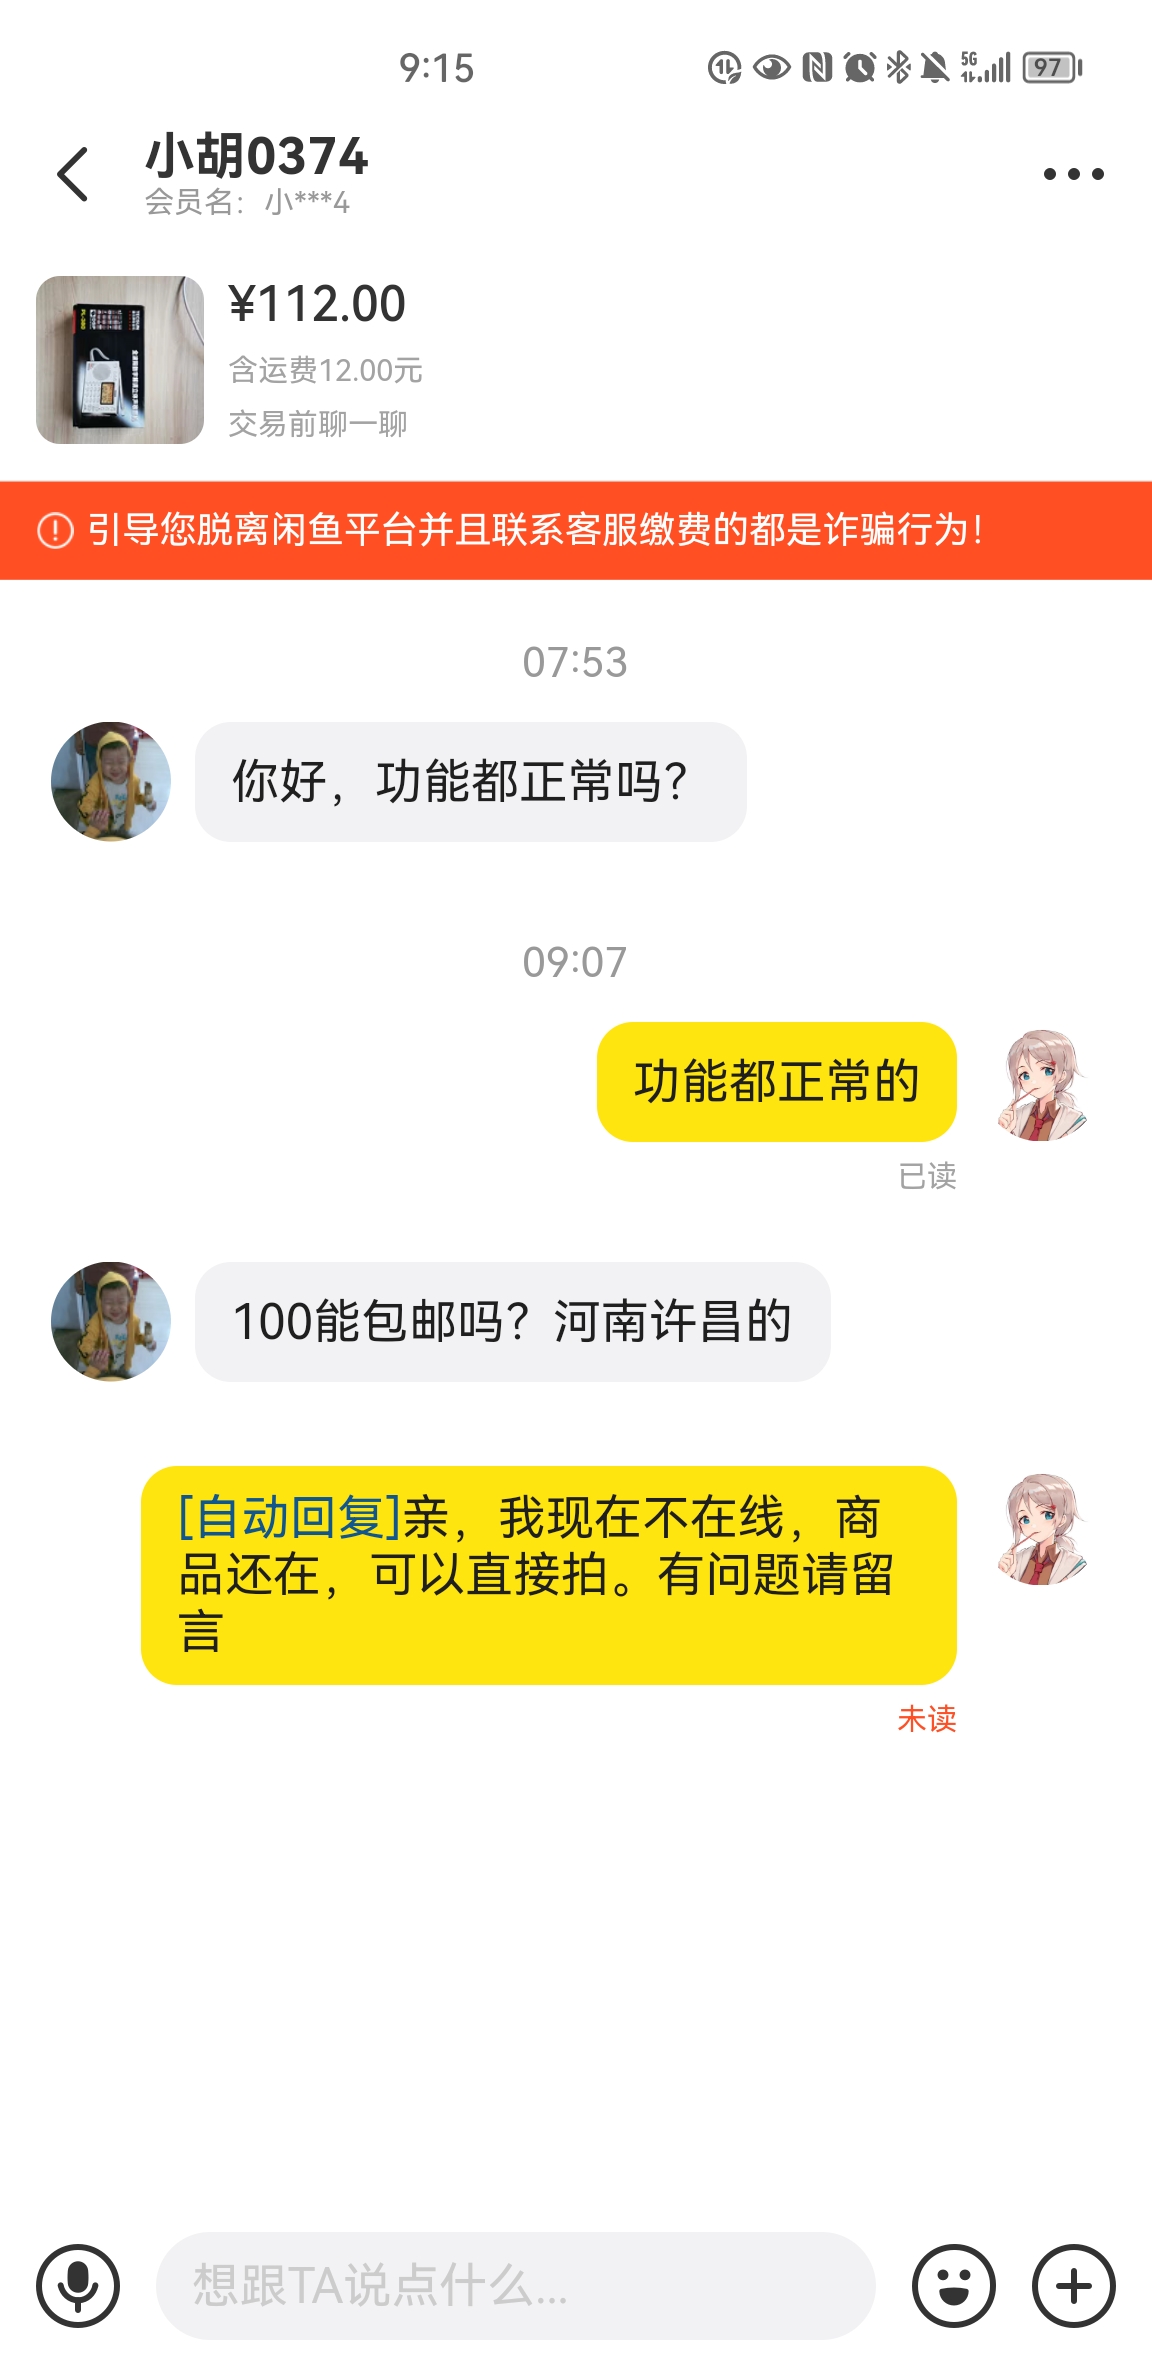 9:15
5G
97
小胡0374
会员名：小***4
¥112.00
含运费12.00元
交易前聊一聊
引导您脱离闲鱼平台并且联系客服缴费的都是诈骗行为！
07:53
你好，功能都正常吗？
09:07
功能都正常的
已读
100能包邮吗？河南许昌的
[自动回复]亲，我现在不在线，商
品还在，可以直接拍。有问题请留
言
未读
想跟TA说点什么...